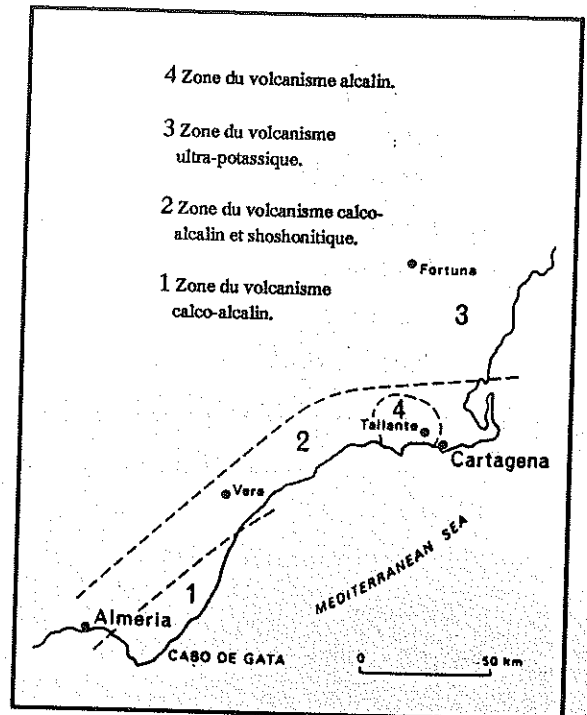 4 Zone du volcanisme alcalin.
3 Zone du volcanisme
ultra-potassique.
2 Zone du volcanisme calco-
alcalin et shoshonitique.
1 Zone du volcanisme
calco-alcalin.
Fortuna
3
4
Tallante
2
Cartagena
Vera
MEDITERRANEAN SEA
1
Almeria
CABO DE GATA
0 50 km